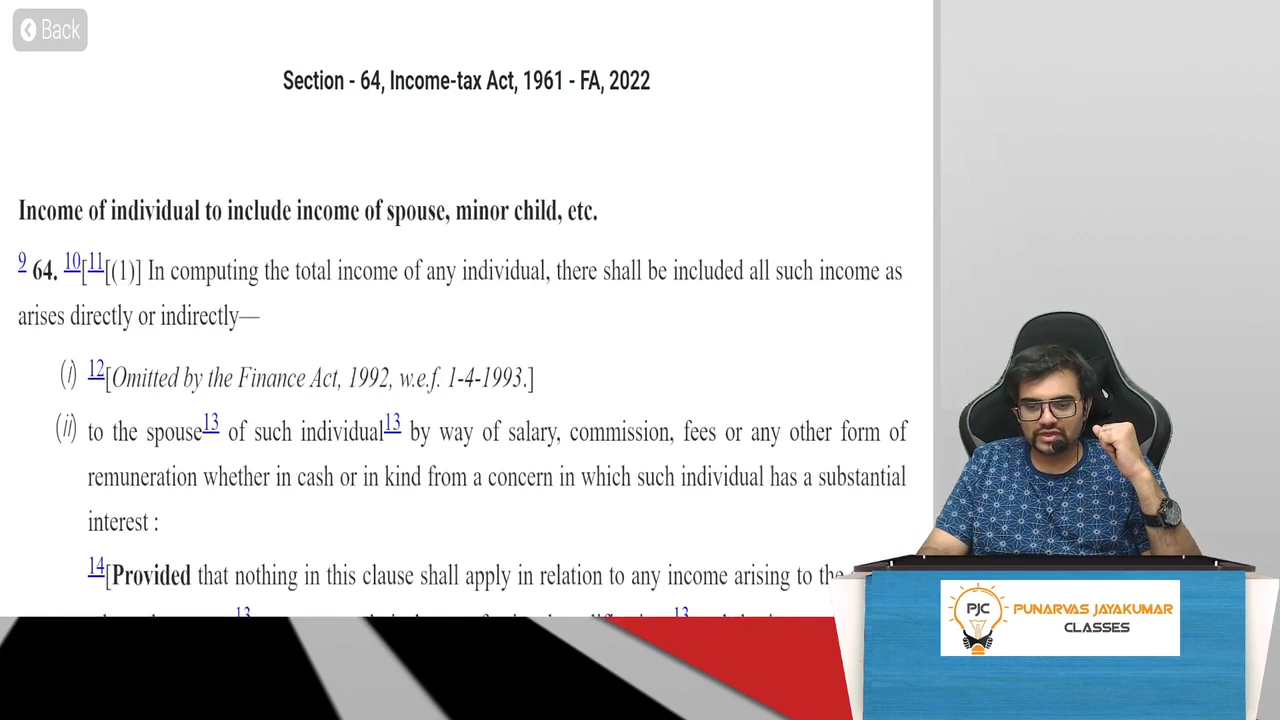 Back
Section - 64, Income-tax Act, 1961 - FA, 2022
Income of individual to include income of spouse, minor child, etc.
9 64. 10[11[(1)] In computing the total income of any individual, there shall be included all such income as
arises directly or indirectly—
(i) 12[Omitted by the Finance Act, 1992, w.e.f. 1-4-1993.]
(ii) to the spouse13 of such individual13 by way of salary, commission, fees or any other form of
remuneration whether in cash or in kind from a concern in which such individual has a substantial
interest :
14[Provided that nothing in this clause shall apply in relation to any income arising to the
13 13
PJC PUNARVAS JAYAKUMAR
CLASSES